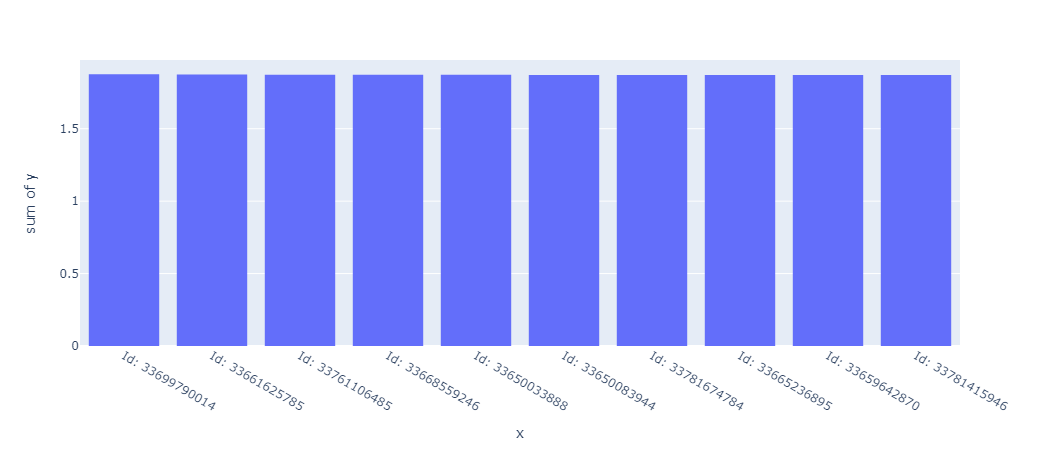 sum of y
1.5
1
0.5
0
Id: 33699790014
Id: 33661625785
Id: 33761106485
Id: 33668559246
Id: 33650033888
Id: 33650083944
Id: 33781674784
Id: 33665236895
Id: 33659642870
Id: 33781415946
x